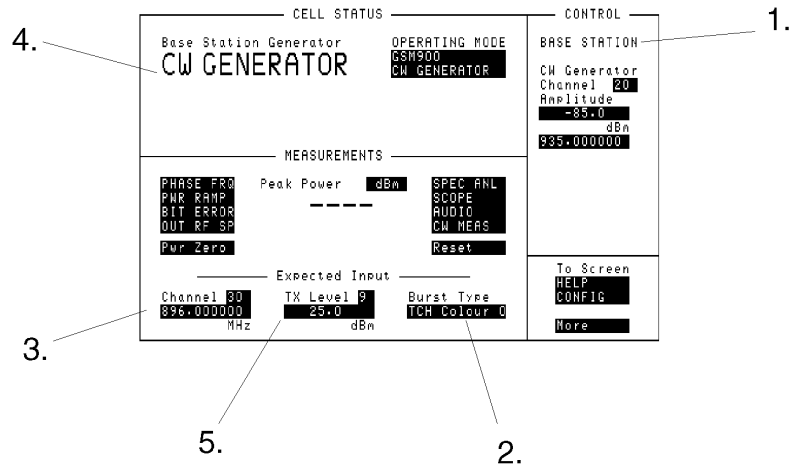 CELL STATUS
CONTROL
1.
4.
Base Station Generator
CW GENERATOR
OPERATING MODE
GSM900
CW GENERATOR
BASE STATION
CW Generator
Channel 20
Amplitude
-85.0
dBm
935.000000
MEASUREMENTS
PHASE FRQ
PWR RAMP
BIT ERROR
OUT RF SP
Pwr Zero
Peak Power dBm
----
SPEC ANL
SCOPE
AUDIO
CW MEAS
Reset
Expected Input
Channel 30
896.000000
MHz
TX Level 9
25.0
dBm
Burst Type
TCH Colour 0
To Screen
HELP
CONFIG
More
3.
5.
2.